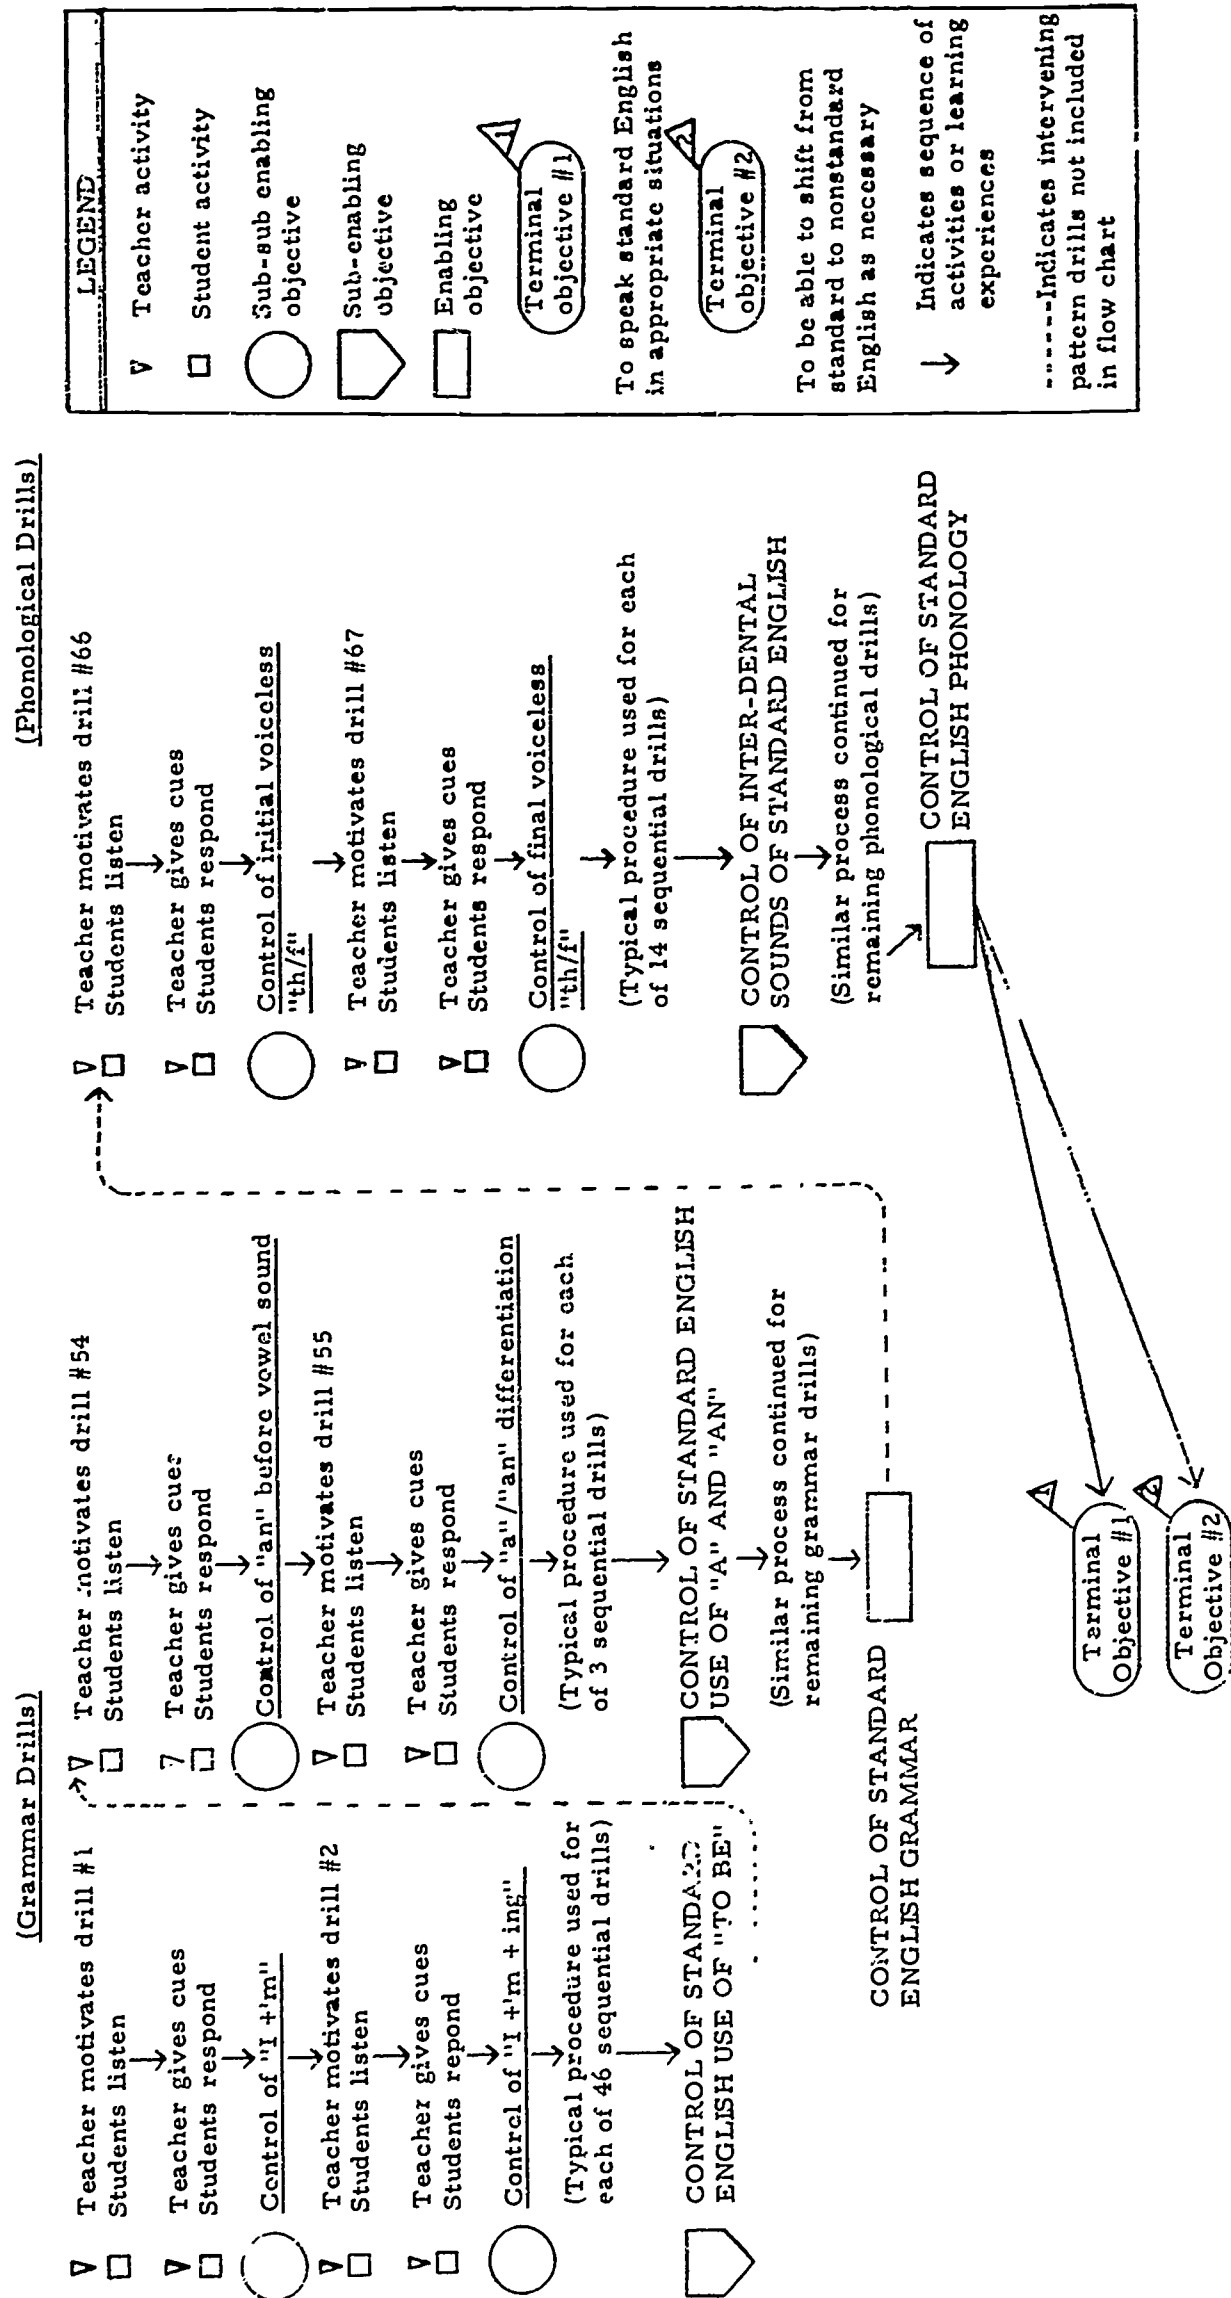 (Grammar Drills)
Teacher motivates drill #1
Students listen
Teacher gives cues
Students respond
Control of "I +'m"
Teacher motivates drill #2
Students listen
Teacher gives cues
Students repond
Control of "I +'m + ing"
(Typical procedure used for
each of 46 sequential drills)
CONTROL OF STANDARD
ENGLISH USE OF "TO BE"
Teacher motivates drill #54
Students listen
Teacher gives cues
Students respond
Control of "an" before vowel sound
Teacher motivates drill #55
Students listen
Teacher gives cues
Students respond
Control of "a"/"an" differentiation
(Typical procedure used for each
of 3 sequential drills)
CONTROL OF STANDARD ENGLISH
USE OF "A" AND "AN"
(Similar process continued for
remaining grammar drills)
CONTROL OF STANDARD
ENGLISH GRAMMAR
(Phonological Drills)
Teacher motivates drill #66
Students listen
Teacher gives cues
Students respond
Control of initial voiceless
"th/f"
Teacher motivates drill #67
Students listen
Teacher gives cues
Students respond
Control of final voiceless
"th/f"
(Typical procedure used for each
of 14 sequential drills)
CONTROL OF INTER-DENTAL
SOUNDS OF STANDARD ENGLISH
(Similar process continued for
remaining phonological drills)
CONTROL OF STANDARD
ENGLISH PHONOLOGY
1
Terminal
Objective #1
2
Terminal
Objective #2
LEGEND
Teacher activity
Student activity
Sub-sub enabling
objective
Sub-enabling
objective
Enabling
objective
1
Terminal
objective #1
To speak standard English
in appropriate situations
2
Terminal
objective #2
To be able to shift from
standard to nonstandard
English as necessary
Indicates sequence of
activities or learning
experiences
-----Indicates intervening
pattern drills not included
in flow chart